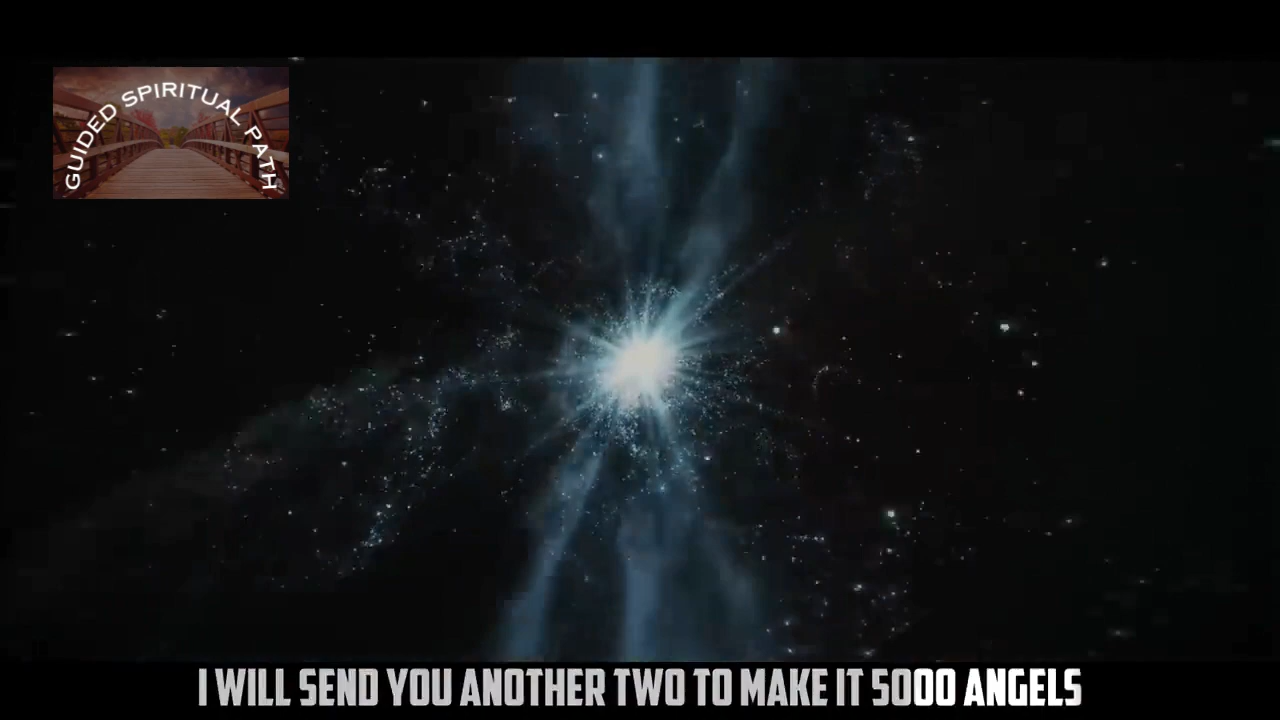 GUIDED SPIRITUAL PATH
I WILL SEND YOU ANOTHER TWO TO MAKE IT 5000 ANGELS